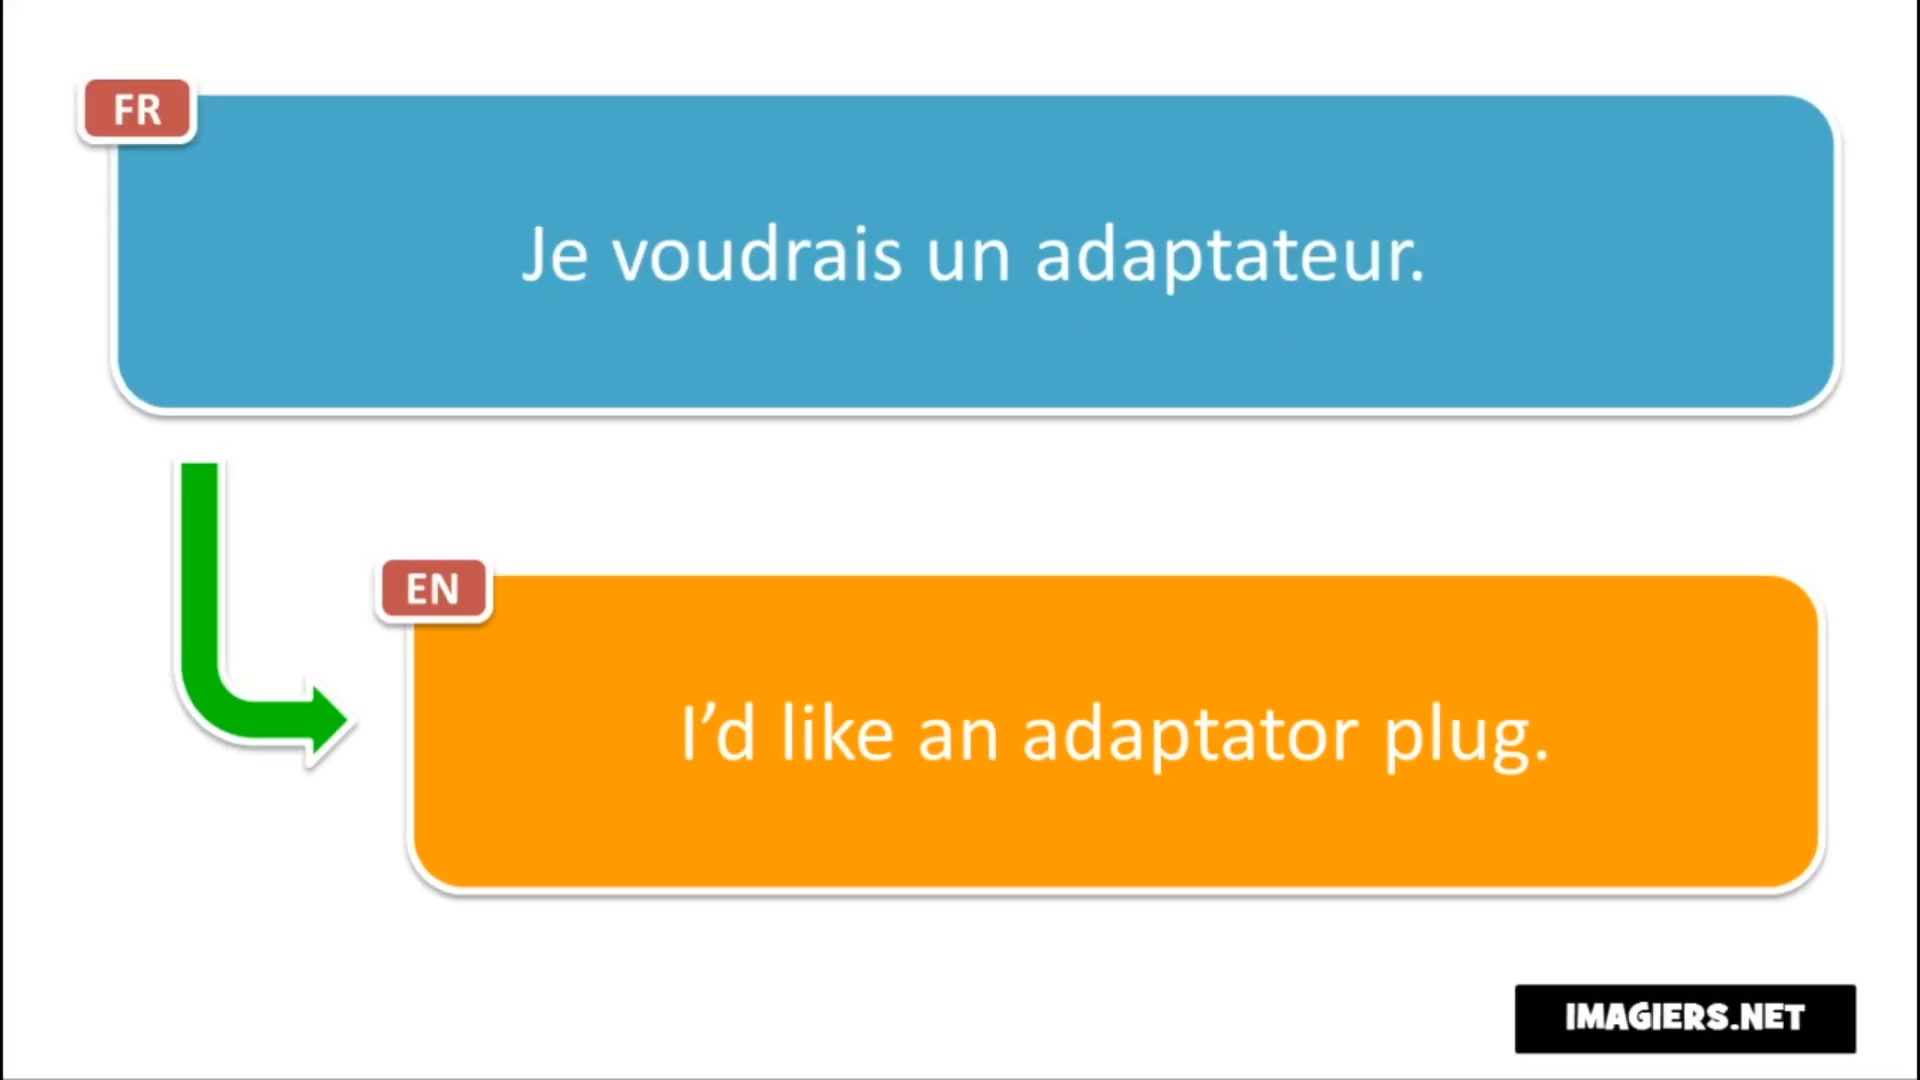 FR
Je voudrais un adaptateur.
EN
I’d like an adaptator plug.
IMAGIERS.NET